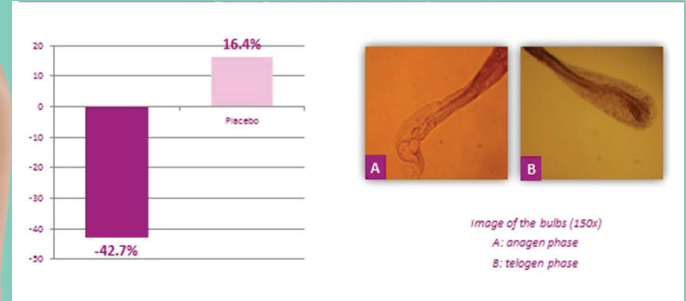 20
10
0
-10
-20
-30
-40
-50
16.4%
Placebo
-42.7%
A
B
Image of the bulbs (150x)
A: anagen phase
B: telogen phase